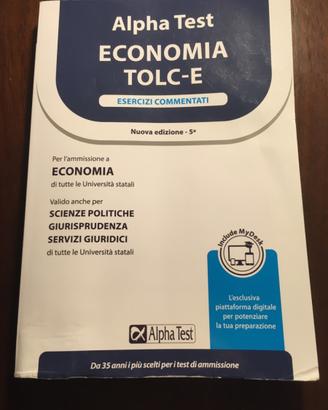 Alpha Test
ECONOMIA
TOLC-E
ESERCIZI COMMENTATI
Nuova edizione - 5ª
Per l'ammissione a
ECONOMIA
di tutte le Università statali
Valido anche per
SCIENZE POLITICHE
GIURISPRUDENZA
SERVIZI GIURIDICI
di tutte le Università statali
Include MyDesk
L'esclusiva
piattaforma digitale
per potenziare
la tua preparazione
Alpha Test
Da 35 anni i più scelti per i test di ammissione